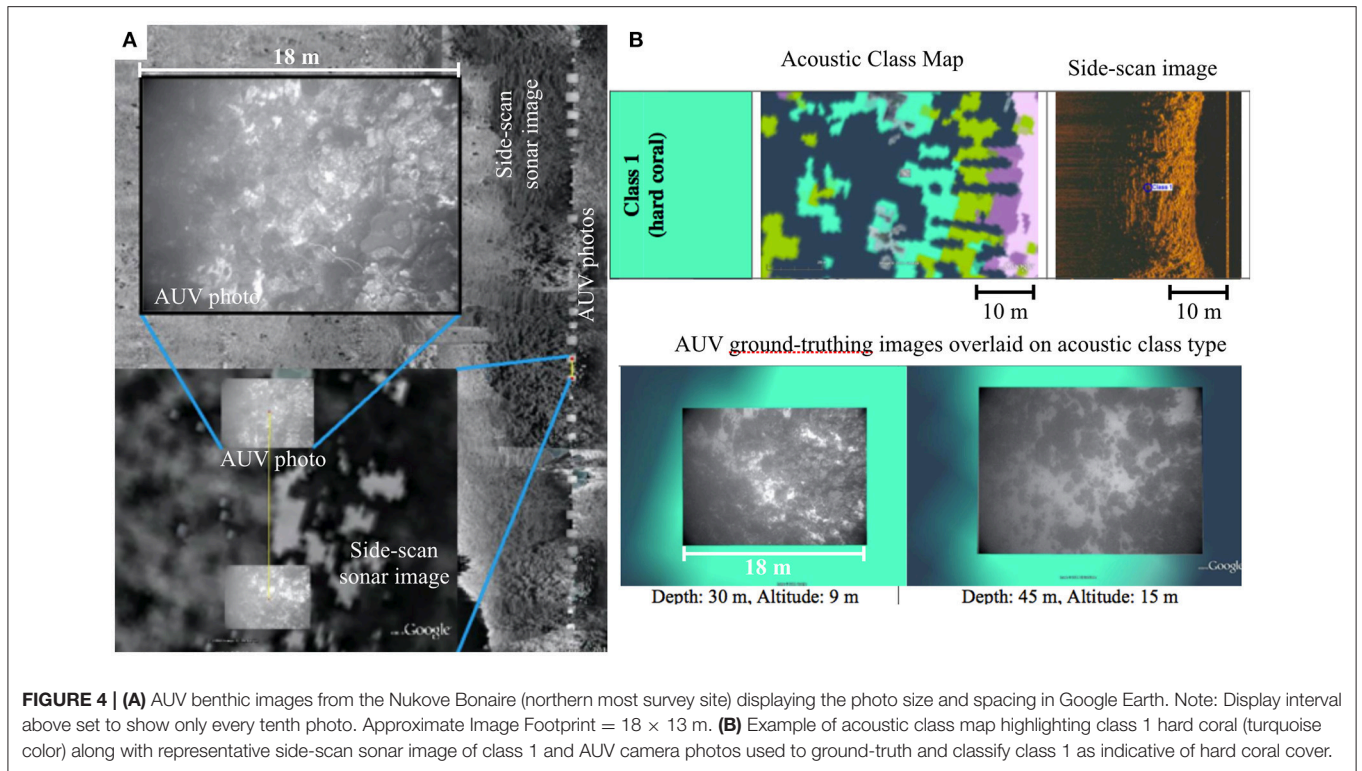 A
18 m
Side-scan
sonar image
AUV photos
AUV photo
AUV photo
Side-scan
sonar image
Google
B
Acoustic Class Map
Side-scan image
Class 1
(hard coral)
Class 1
10 m
10 m
AUV ground-truthing images overlaid on acoustic class type
18 m
Google
Depth: 30 m, Altitude: 9 m
Depth: 45 m, Altitude: 15 m
FIGURE 4 | (A) AUV benthic images from the Nukove Bonaire (northern most survey site) displaying the photo size and spacing in Google Earth. Note: Display interval
above set to show only every tenth photo. Approximate Image Footprint = 18 × 13 m. (B) Example of acoustic class map highlighting class 1 hard coral (turquoise
color) along with representative side-scan sonar image of class 1 and AUV camera photos used to ground-truth and classify class 1 as indicative of hard coral cover.